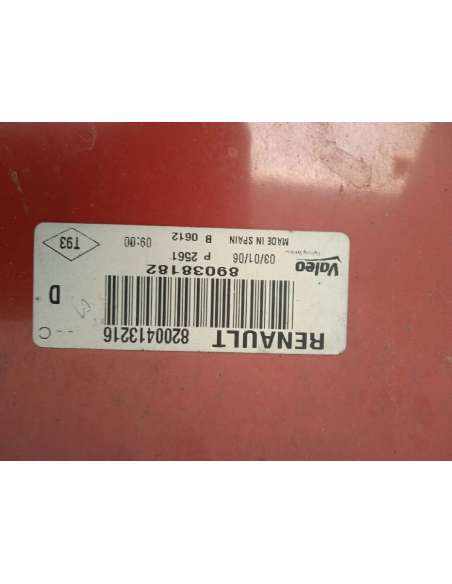 RENAULT
8200413216 --C
89038182 D
Valeo 03/01/06 P 2561
MADE IN SPAIN B 0612 09:00 T93